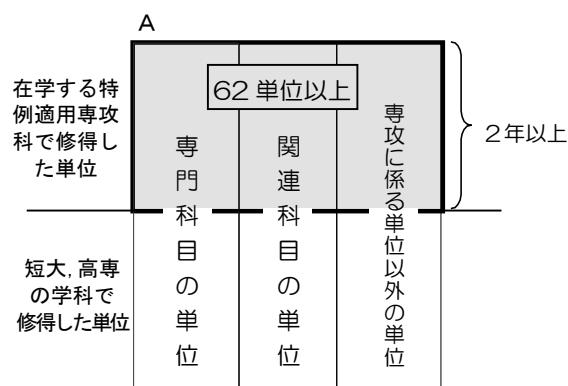 A
在学する特
例適用専攻
科で修得し
た単位
62単位以上
専門科目の単位
関連科目の単位
専攻に係る単位以外の単位
2年以上
短大,高専
の学科で
修得した単位